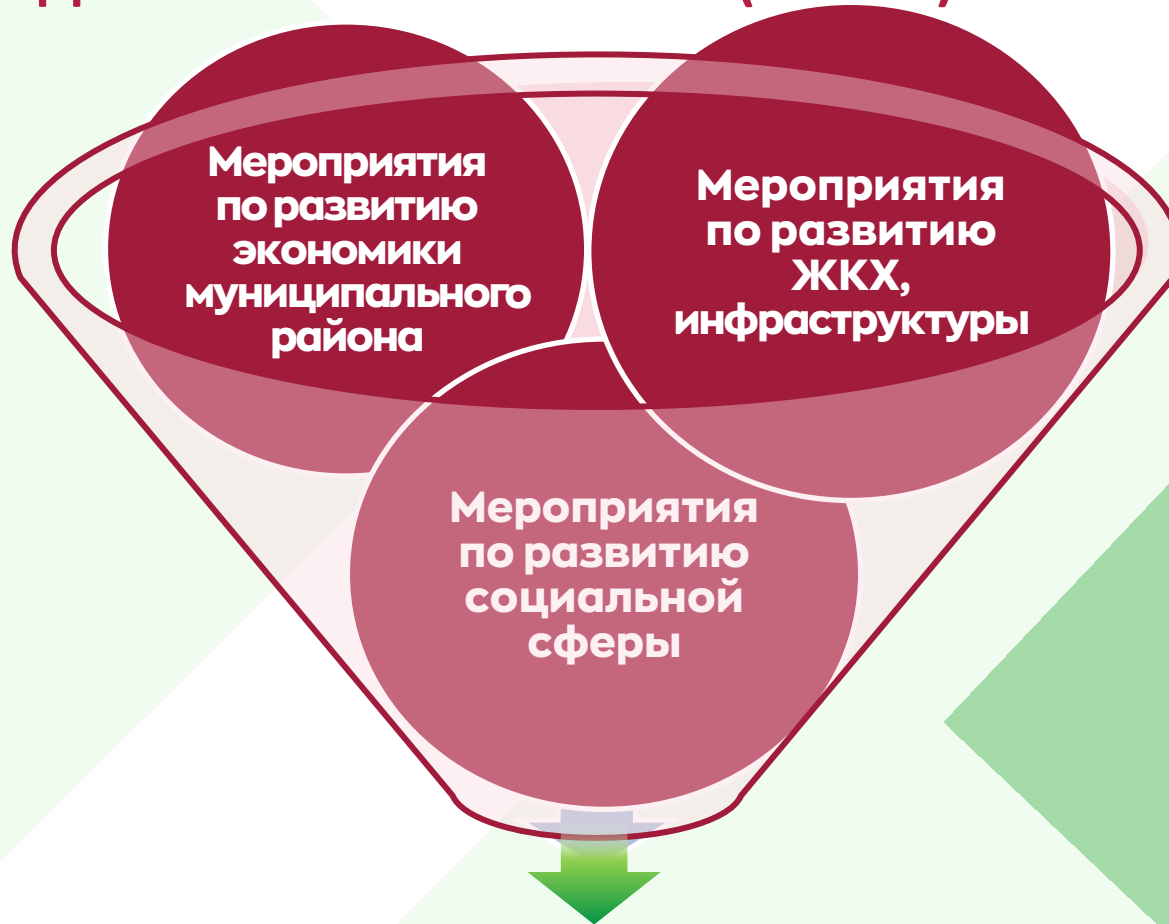 Мероприятия
по развитию
экономики
муниципального
района
Мероприятия
по развитию
ЖКХ,
инфраструктуры
Мероприятия
по развитию
социальной
сферы